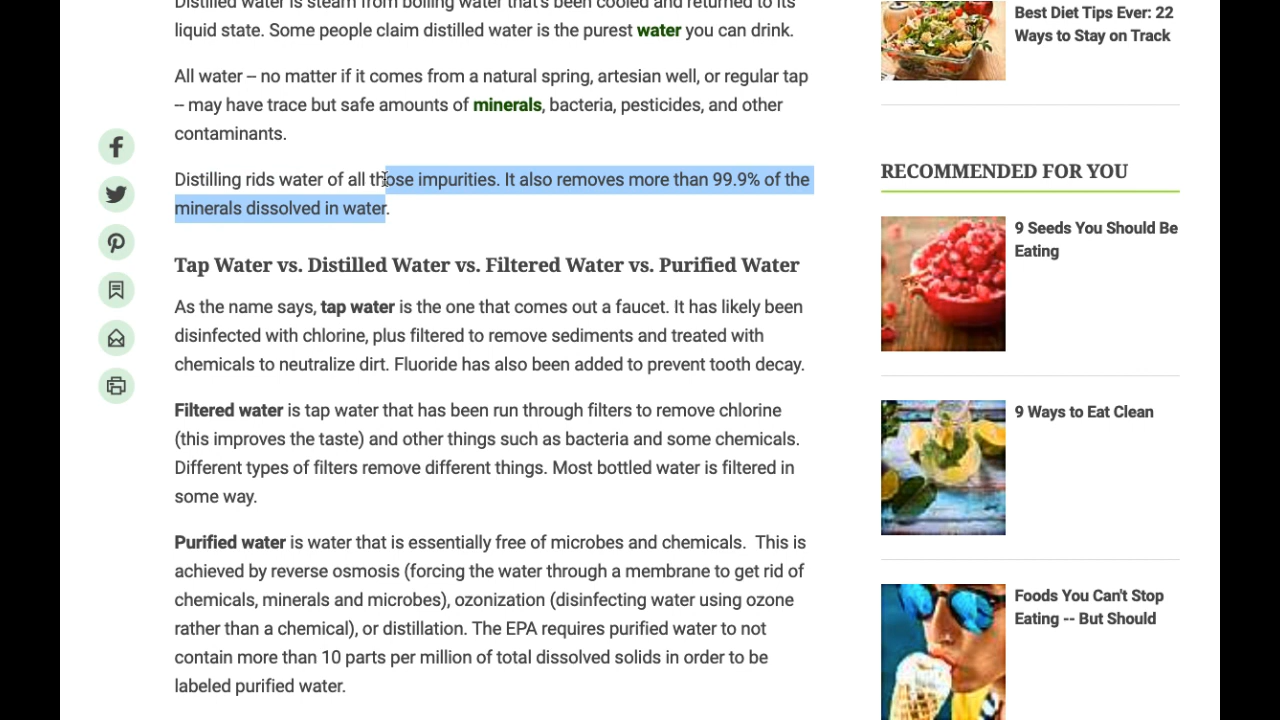 Distilled water is steam from boiling water that's been cooled and returned to its
liquid state. Some people claim distilled water is the purest water you can drink.
All water – no matter if it comes from a natural spring, artesian well, or regular tap
– may have trace but safe amounts of minerals, bacteria, pesticides, and other
contaminants.
Distilling rids water of all those impurities. It also removes more than 99.9% of the
minerals dissolved in water.
Tap Water vs. Distilled Water vs. Filtered Water vs. Purified Water
As the name says, tap water is the one that comes out a faucet. It has likely been
disinfected with chlorine, plus filtered to remove sediments and treated with
chemicals to neutralize dirt. Fluoride has also been added to prevent tooth decay.
Filtered water is tap water that has been run through filters to remove chlorine
(this improves the taste) and other things such as bacteria and some chemicals.
Different types of filters remove different things. Most bottled water is filtered in
some way.
Purified water is water that is essentially free of microbes and chemicals.  This is
achieved by reverse osmosis (forcing the water through a membrane to get rid of
chemicals, minerals and microbes), ozonization (disinfecting water using ozone
rather than a chemical), or distillation. The EPA requires purified water to not
contain more than 10 parts per million of total dissolved solids in order to be
labeled purified water.
Best Diet Tips Ever: 22
Ways to Stay on Track
RECOMMENDED FOR YOU
9 Seeds You Should Be
Eating
9 Ways to Eat Clean
Foods You Can't Stop
Eating -- But Should